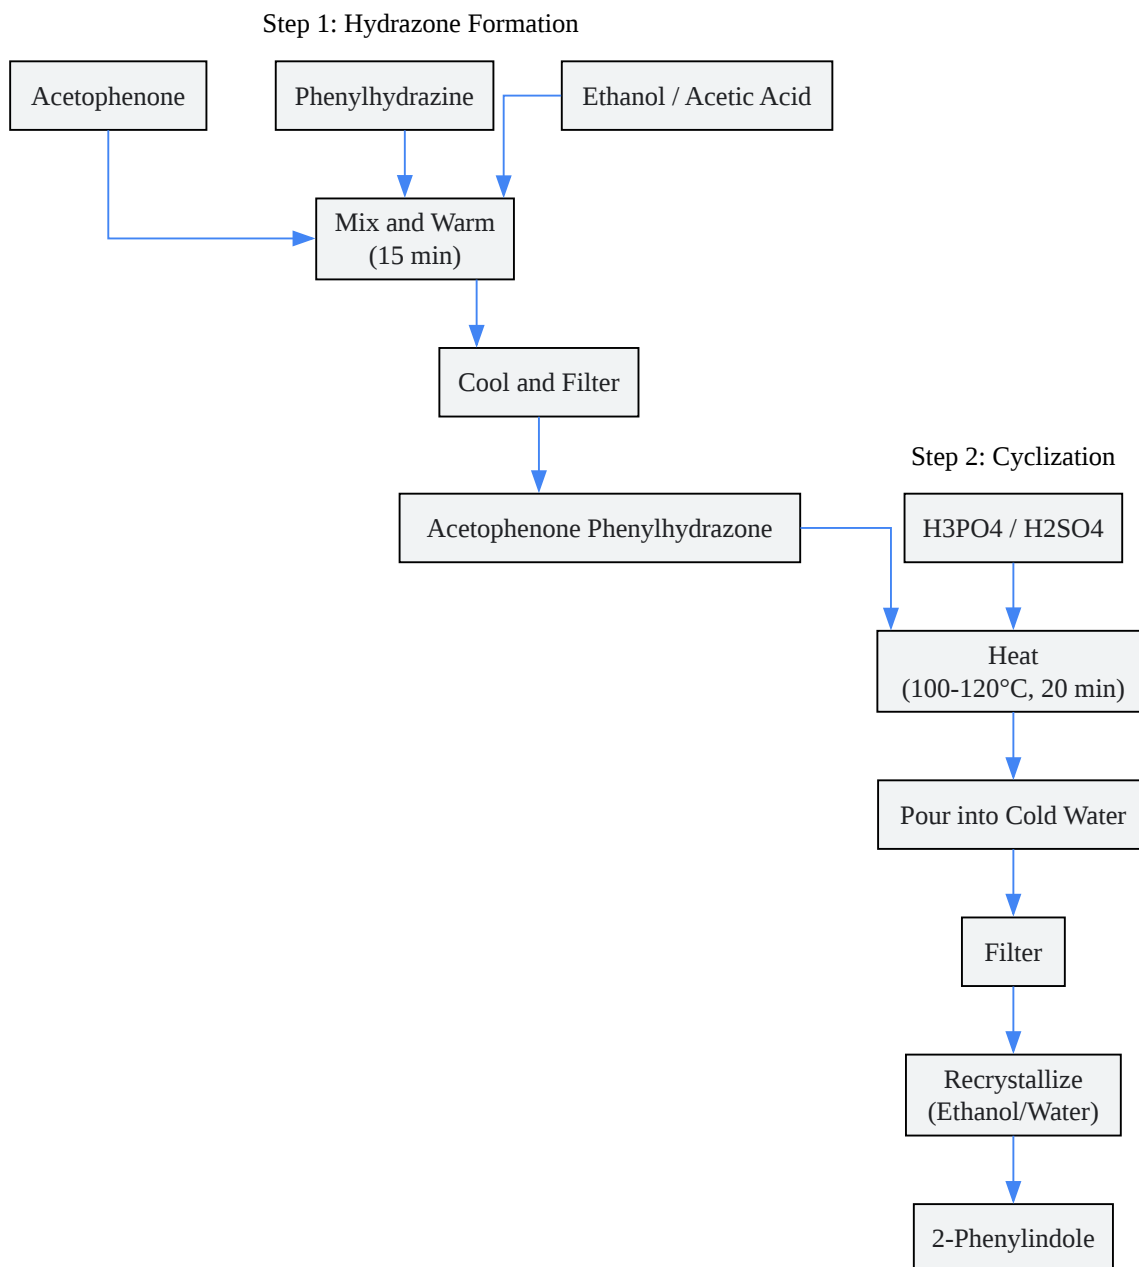 Step 1: Hydrazone Formation
Acetophenone
Phenylhydrazine
Ethanol / Acetic Acid
Mix and Warm
(15 min)
Cool and Filter
Acetophenone Phenylhydrazone
Step 2: Cyclization
H3PO4 / H2SO4
Heat
(100-120°C, 20 min)
Pour into Cold Water
Filter
Recrystallize
(Ethanol/Water)
2-Phenylindole